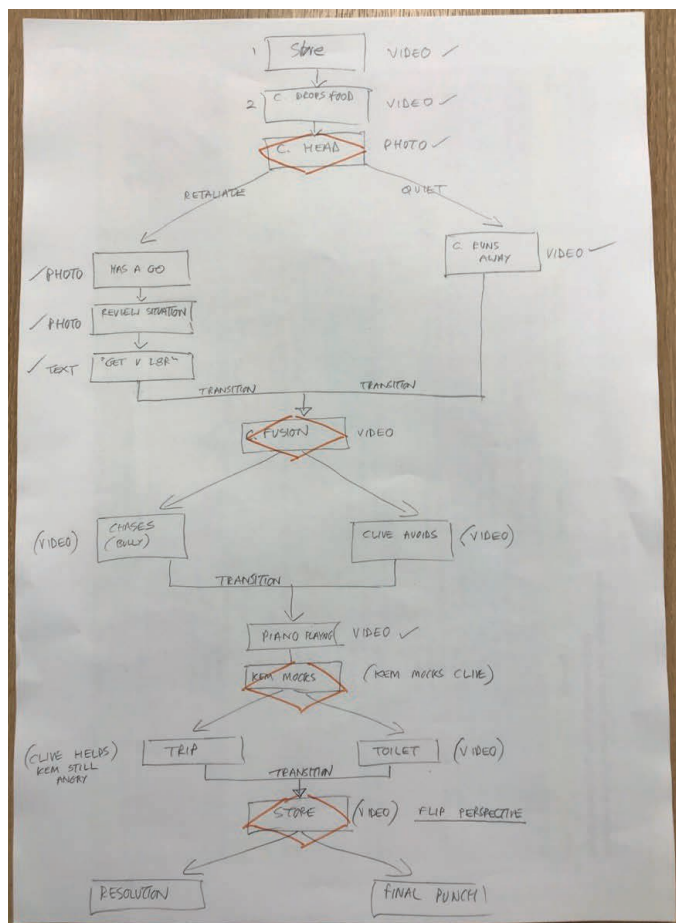 1 Store VIDEO ✓
2 C. DROPS FOOD VIDEO ✓
C. HEAD PHOTO ✓
RETALIATE QUIET
✓ PHOTO HAS A GO
C. RUNS AWAY VIDEO ✓
✓ PHOTO REVIEW SITUATION
✓ TEXT "GET V L8R"
TRANSITION TRANSITION
C. FUSION VIDEO
(VIDEO) CHASES (BULLY) CLIVE AVOIDS (VIDEO)
TRANSITION
PIANO PLAYING VIDEO ✓
KEM MOCKS (KEM MOCKS CLIVE)
(CLIVE HELPS) KEM STILL ANGRY TRIP TOILET (VIDEO)
TRANSITION
STORE (VIDEO) FLIP PERSPECTIVE
RESOLUTION FINAL PUNCH